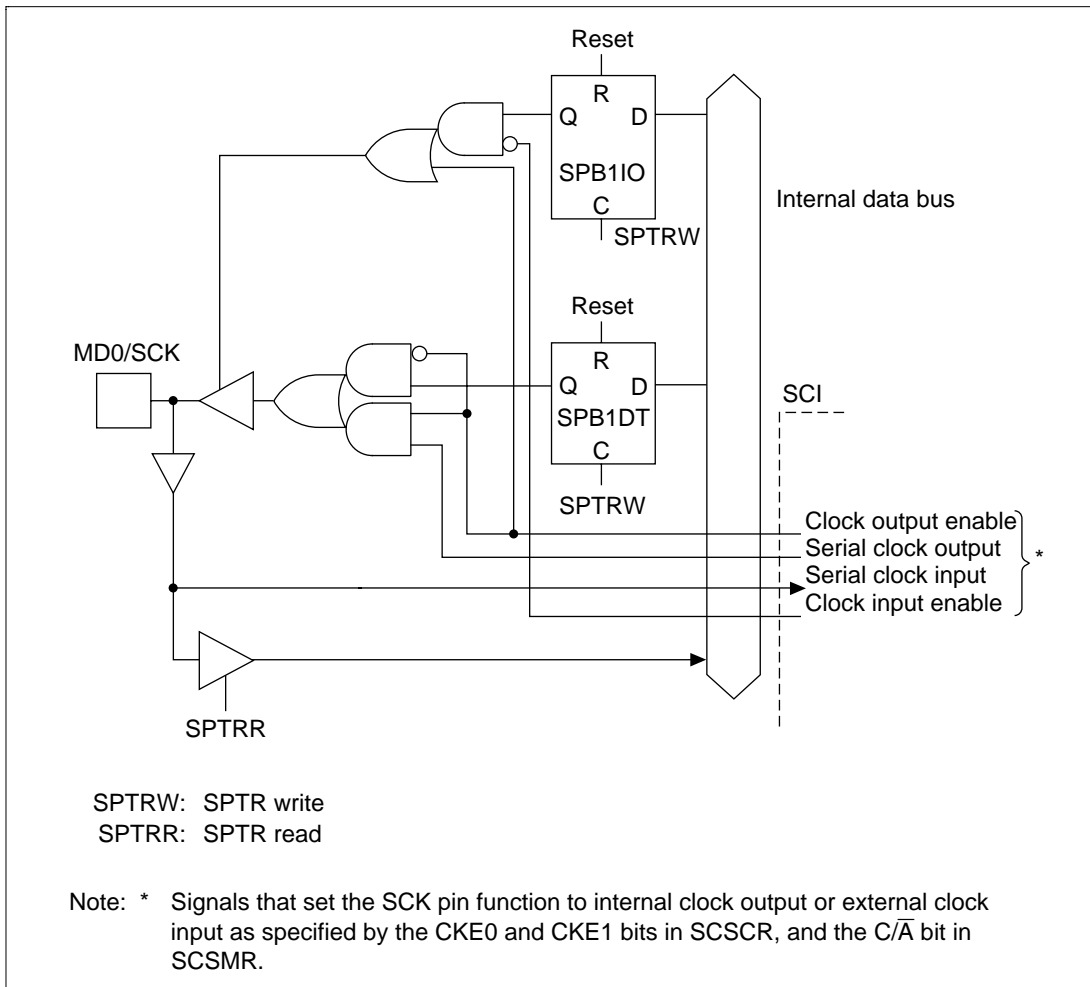 Reset
R
Q
D
SPB1IO
C
SPTRW
Internal data bus
Reset
MD0/SCK
R
Q
D
SPB1DT
C
SPTRW
SCI
Clock output enable
Serial clock output
Serial clock input
Clock input enable
*
SPTRR
SPTRW: SPTR write
SPTRR: SPTR read
Note: * Signals that set the SCK pin function to internal clock output or external clock
input as specified by the CKE0 and CKE1 bits in SCSCR, and the C/A̅ bit in
SCSMR.